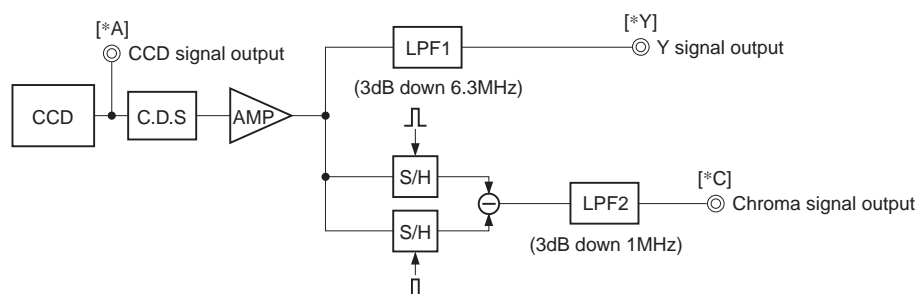 [*A]
CCD signal output
[*Y]
Y signal output
LPF1
(3dB down 6.3MHz)
CCD
C.D.S
AMP
S/H
S/H
LPF2
(3dB down 1MHz)
[*C]
Chroma signal output